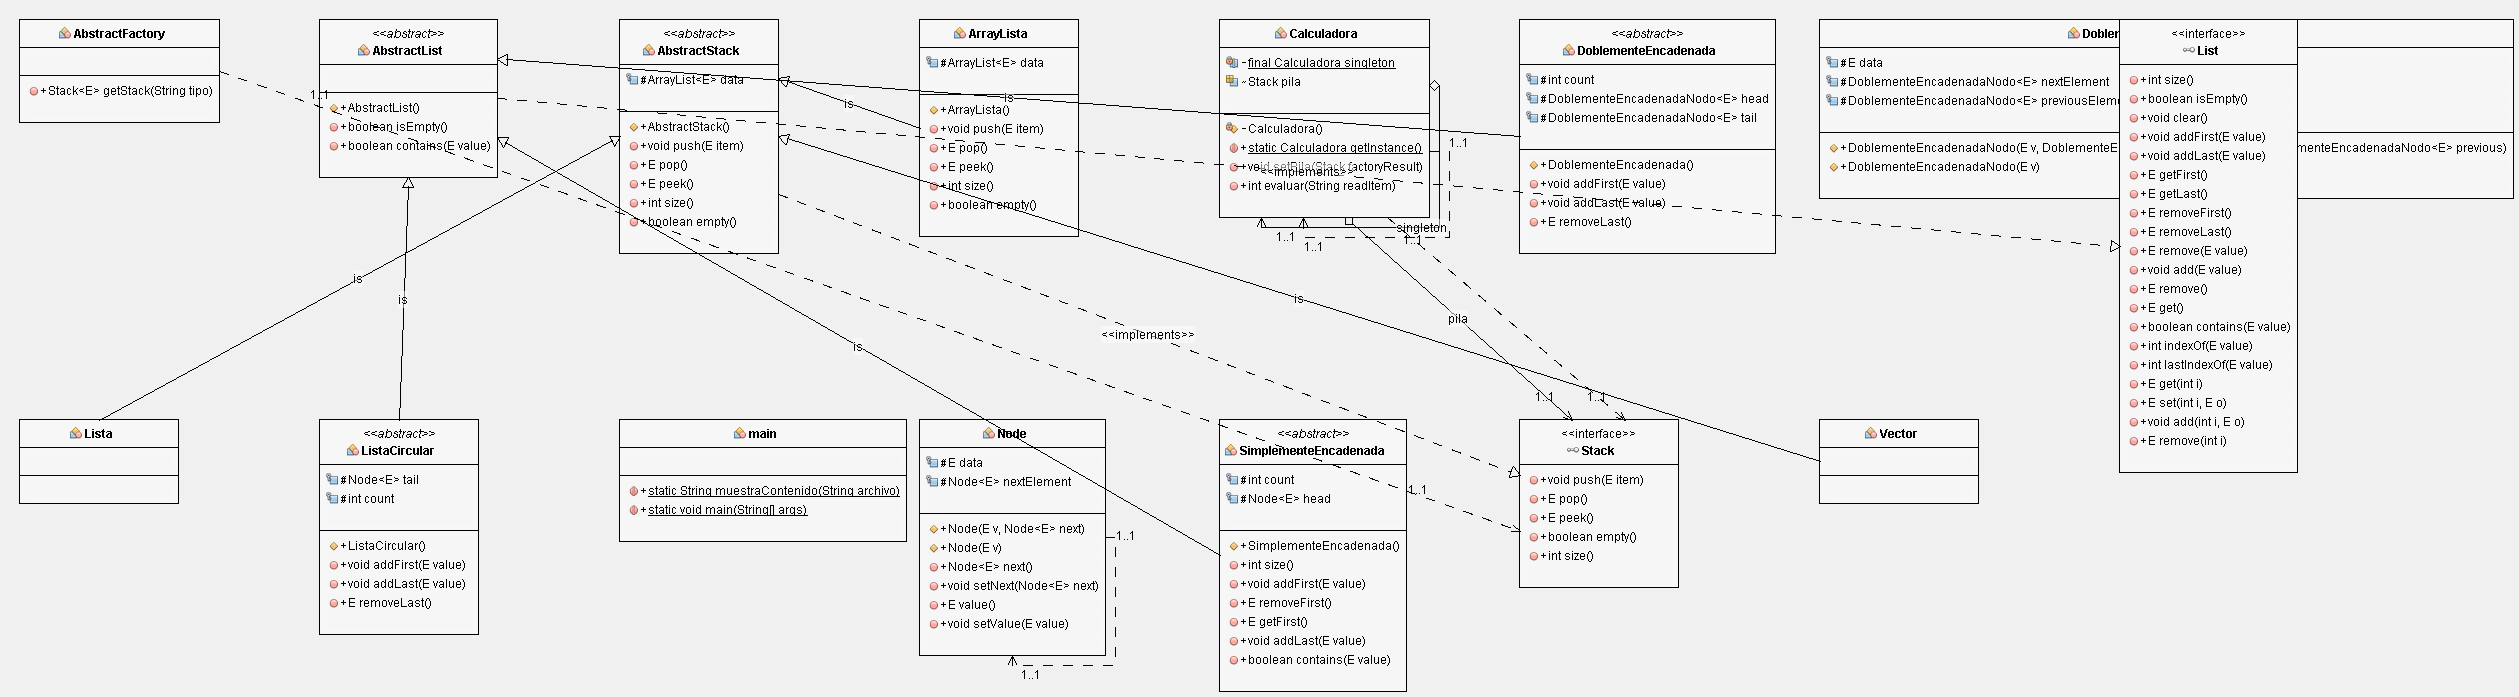 AbstractFactory
+Stack<E> getStack(String tipo)
1..1
<<abstract>>
AbstractList
+AbstractList()
+boolean isEmpty()
+boolean contains(E value)
<<abstract>>
AbstractStack
#ArrayList<E> data
+AbstractStack()
+void push(E item)
+E pop()
+E peek()
+int size()
+boolean empty()
is
ArrayLista
#ArrayList<E> data
is
+ArrayLista()
+void push(E item)
+E pop()
+E peek()
+int size()
+boolean empty()
Calculadora
-final Calculadora singleton
~Stack pila
-Calculadora()
+static Calculadora getInstance()
+void setPila(Stack factoryResult)
<<implements>>
+int evaluar(String readItem)
1..1
singleton
1..1
1..1
1..1
<<abstract>>
DoblementeEncadenada
#int count
#DoblementeEncadenadaNodo<E> head
#DoblementeEncadenadaNodo<E> tail
+DoblementeEncadenada()
+void addFirst(E value)
+void addLast(E value)
+E removeLast()
#E data
#DoblementeEncadenadaNodo<E> nextElement
+DoblementeEncadenadaNodo(E v)
<<interface>>
List
+int size()
+boolean isEmpty()
+void clear()
+void addFirst(E value)
+void addLast(E value)
+E getFirst()
+E getLast()
+E removeFirst()
+E removeLast()
+E remove(E value)
+void add(E value)
+E remove()
+E get()
+boolean contains(E value)
+int indexOf(E value)
+int lastIndexOf(E value)
+E get(int i)
+E set(int i, E o)
+void add(int i, E o)
+E remove(int i)
is
is
is
<<implements>>
is
pila
1..1
1..1
Lista
<<abstract>>
ListaCircular
#Node<E> tail
#int count
+ListaCircular()
+void addFirst(E value)
+void addLast(E value)
+E removeLast()
main
+static String muestraContenido(String archivo)
+static void main(String[] args)
Node
#E data
#Node<E> nextElement
+Node(E v, Node<E> next)
+Node(E v)
+Node<E> next()
+void setNext(Node<E> next)
+E value()
+void setValue(E value)
1..1
1..1
<<abstract>>
SimplementeEncadenada
#int count
#Node<E> head
+SimplementeEncadenada()
+int size()
+void addFirst(E value)
+E removeFirst()
+E getFirst()
+void addLast(E value)
+boolean contains(E value)
1..1
<<interface>>
Stack
+void push(E item)
+E pop()
+E peek()
+boolean empty()
+int size()
Vector